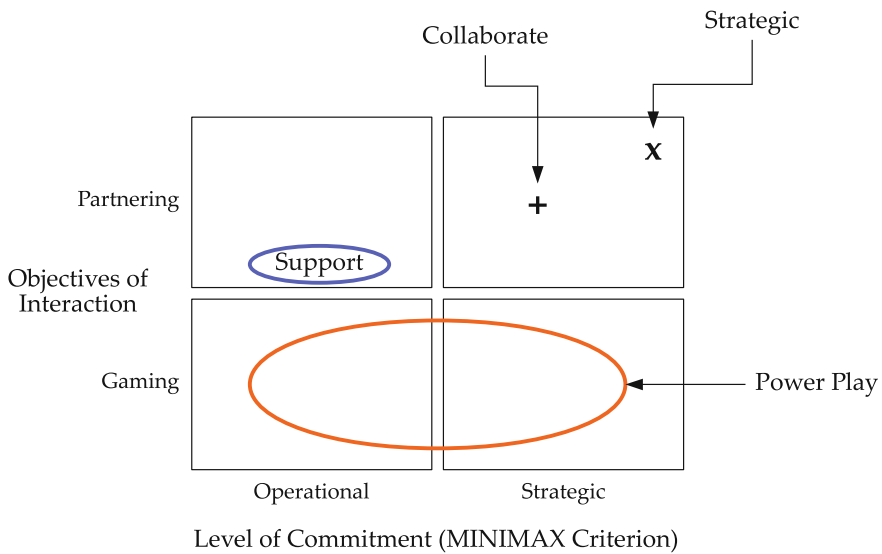 Strategic
Collaborate
x
+
Partnering
Support
Objectives of
Interaction
Gaming
Power Play
Operational
Strategic
Level of Commitment (MINIMAX Criterion)